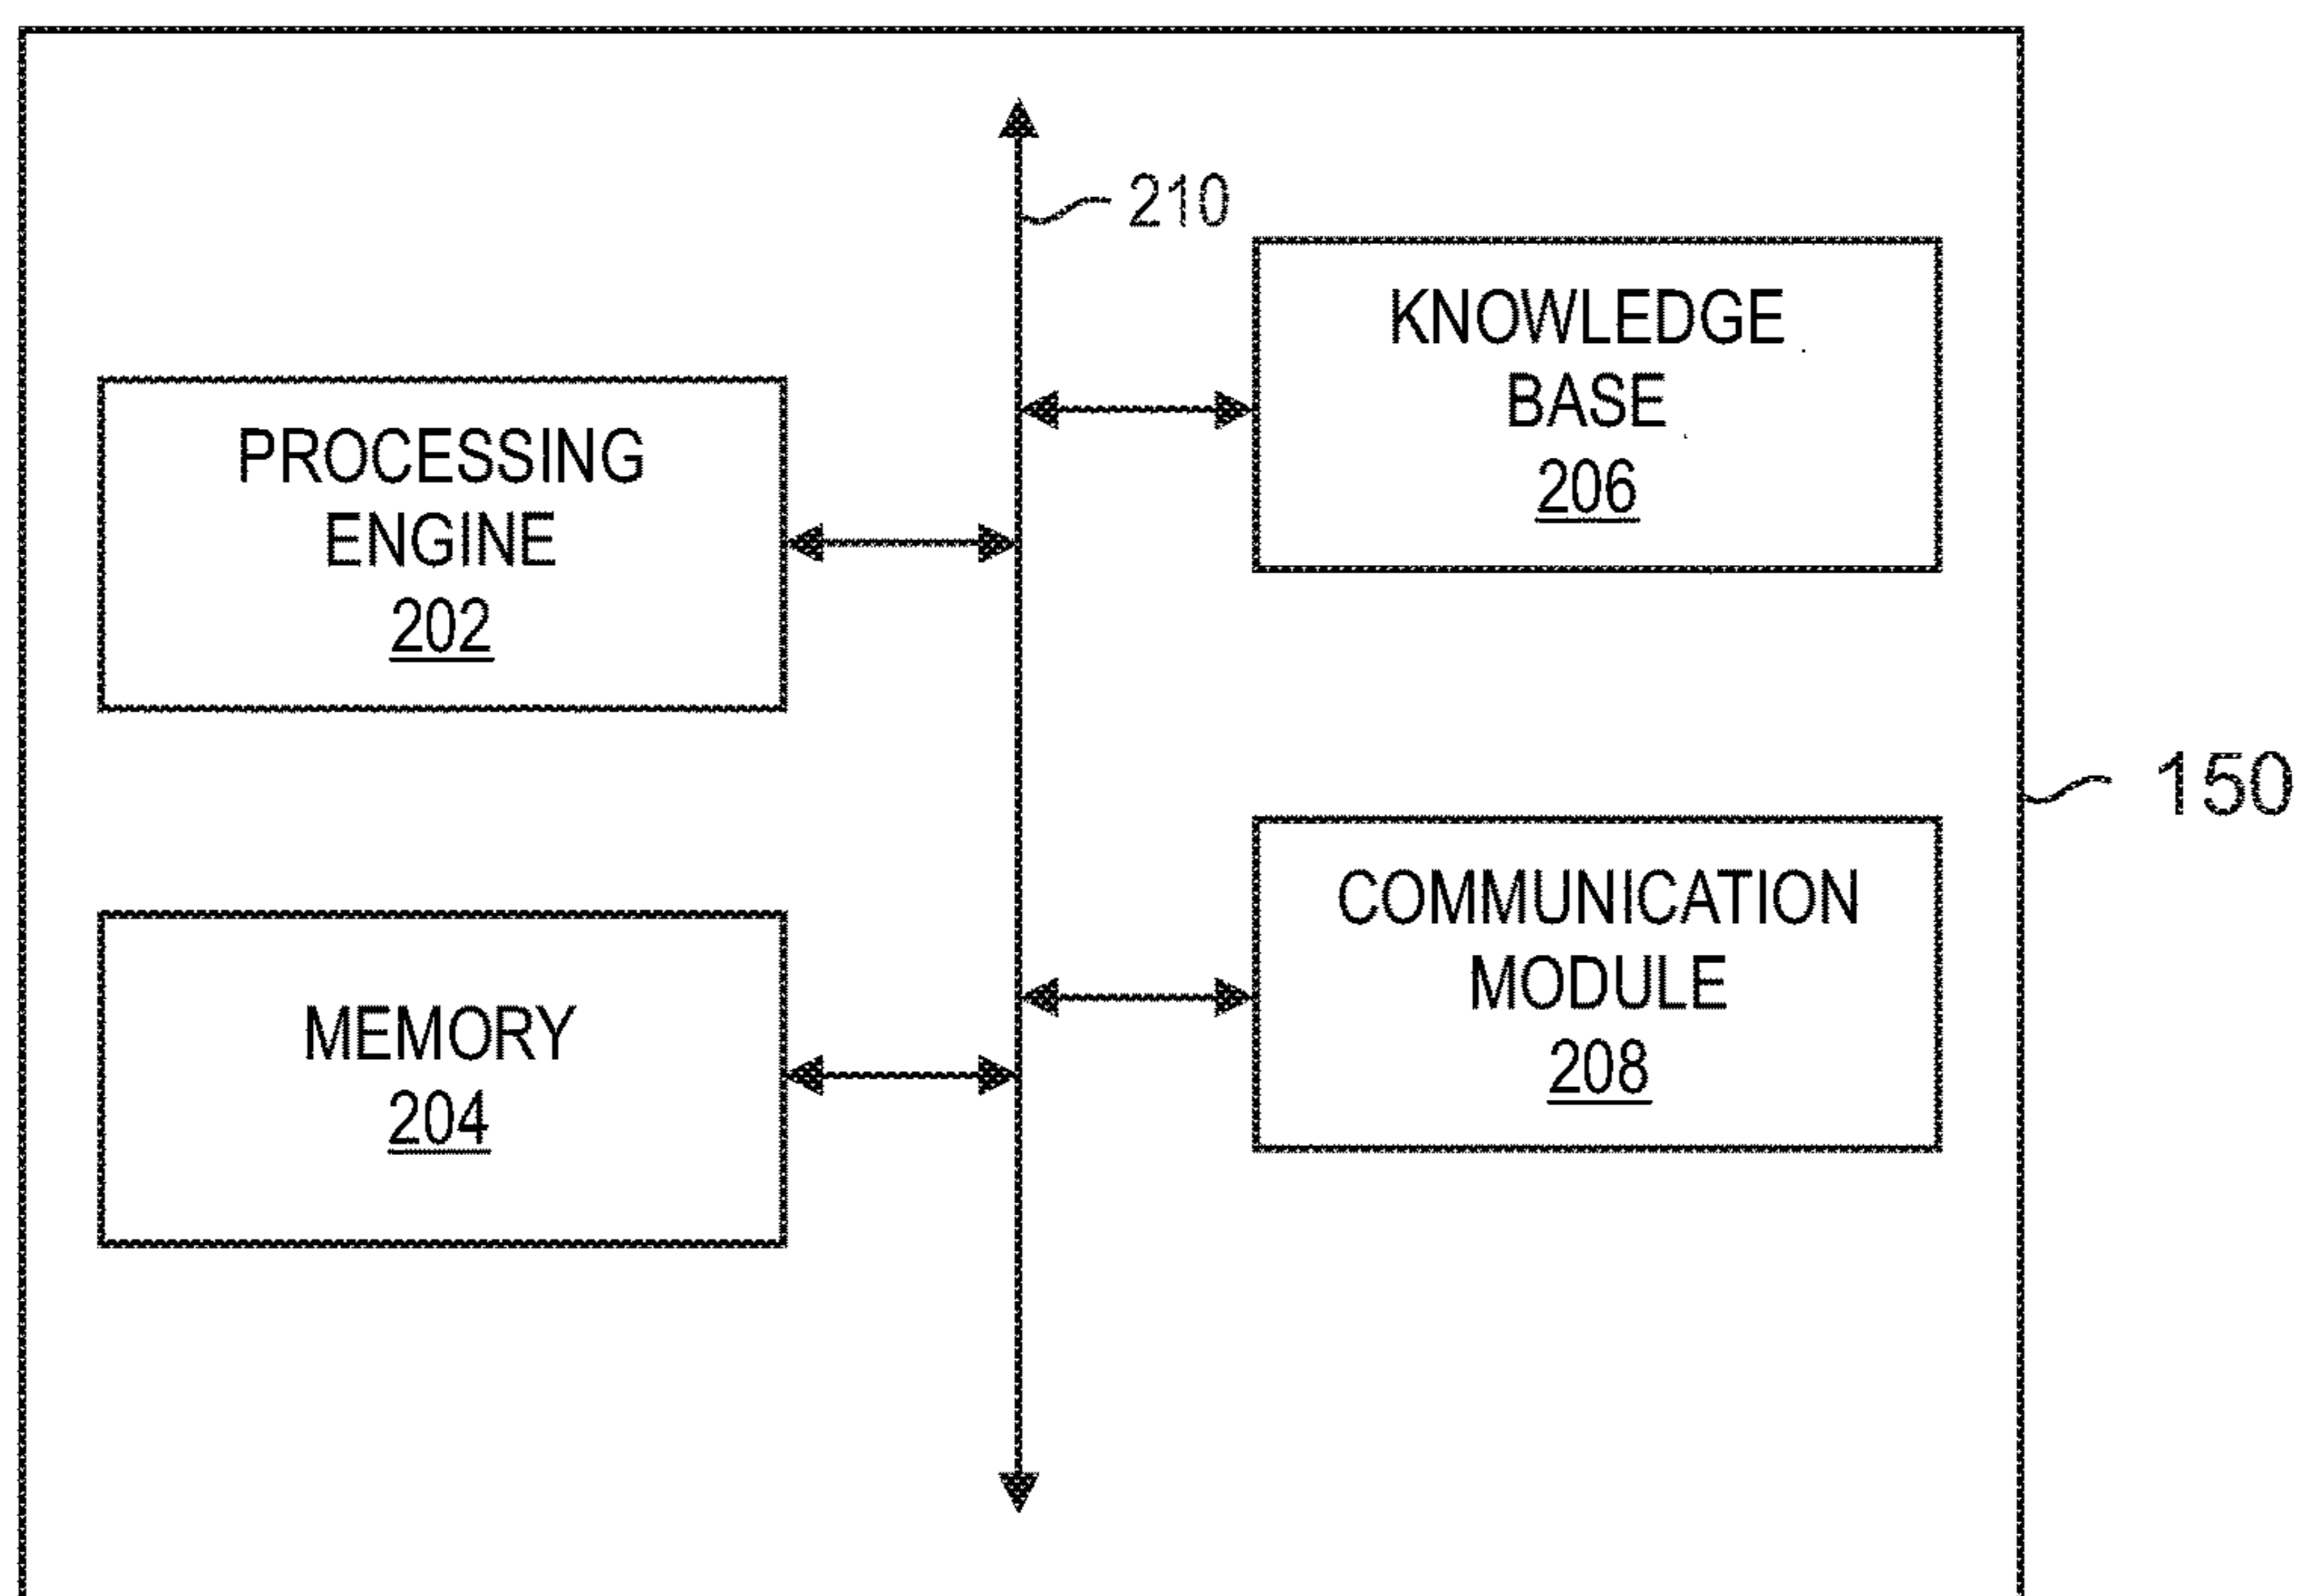 210
KNOWLEDGE
BASE
206
PROCESSING
ENGINE
202
150
COMMUNICATION
MODULE
208
MEMORY
204